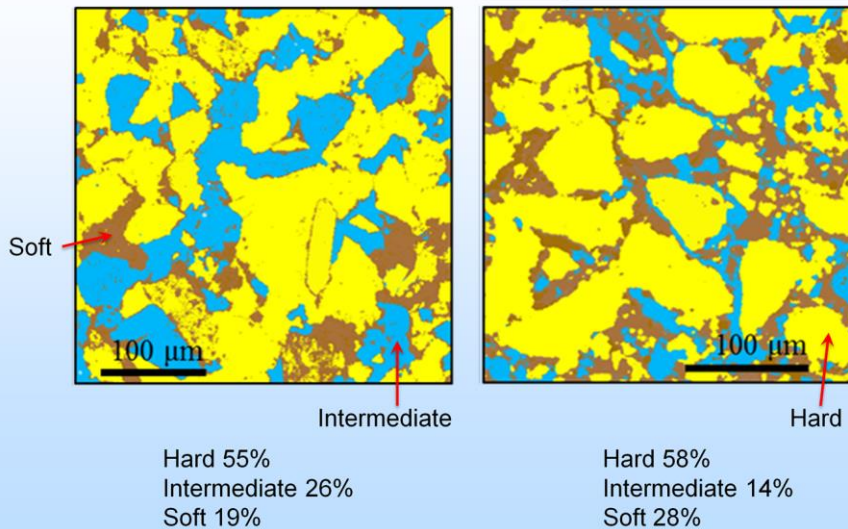 Soft
100 µm
100 µm
Intermediate
Hard
Hard 55%
Intermediate 26%
Soft 19%
Hard 58%
Intermediate 14%
Soft 28%